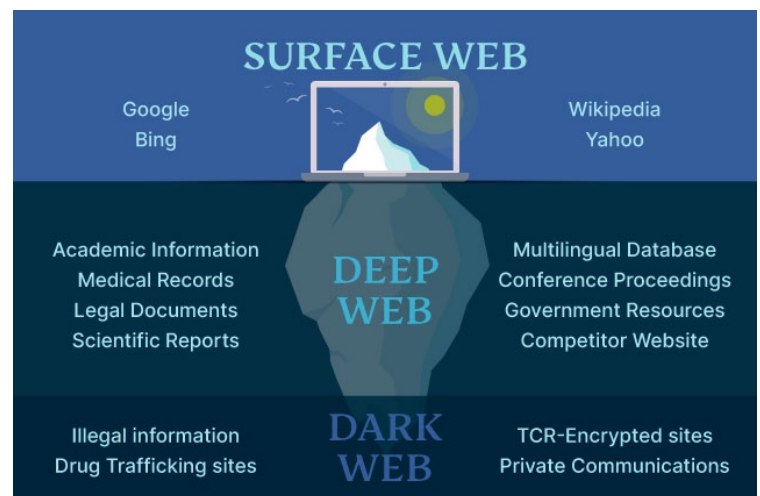 SURFACE WEB
Google
Bing
Wikipedia
Yahoo
Academic Information
Medical Records
Legal Documents
Scientific Reports
DEEP
WEB
Multilingual Database
Conference Proceedings
Government Resources
Competitor Website
Illegal information
Drug Trafficking sites
DARK
WEB
TCR-Encrypted sites
Private Communications